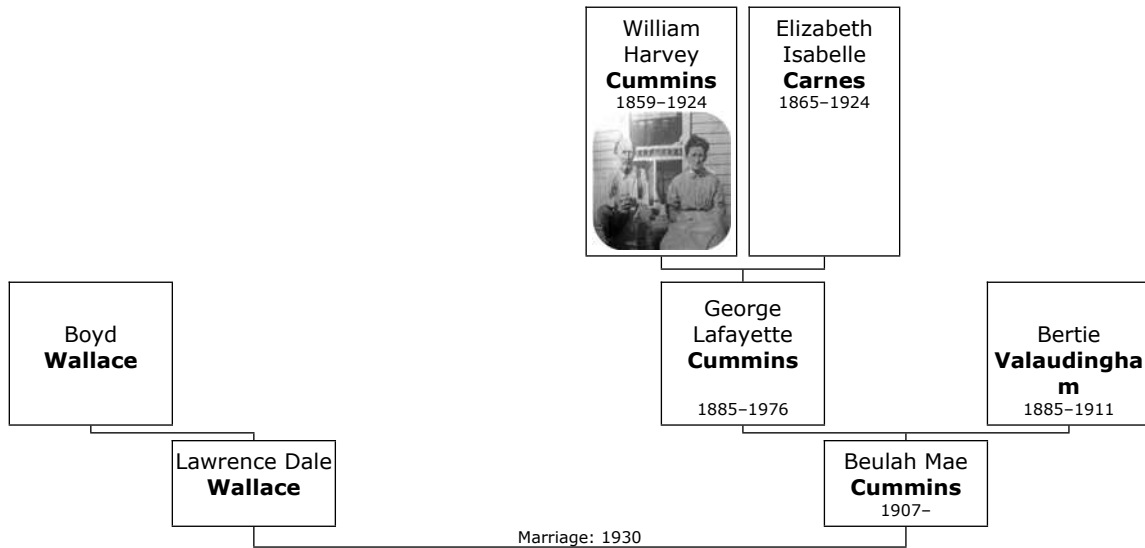 William
Harvey
Cummins
1859–1924
Elizabeth
Isabelle
Carnes
1865–1924
Boyd
Wallace
George
Lafayette
Cummins
1885–1976
Bertie
Valaudingha
m
1885–1911
Lawrence Dale
Wallace
Beulah Mae
Cummins
1907–
Marriage: 1930